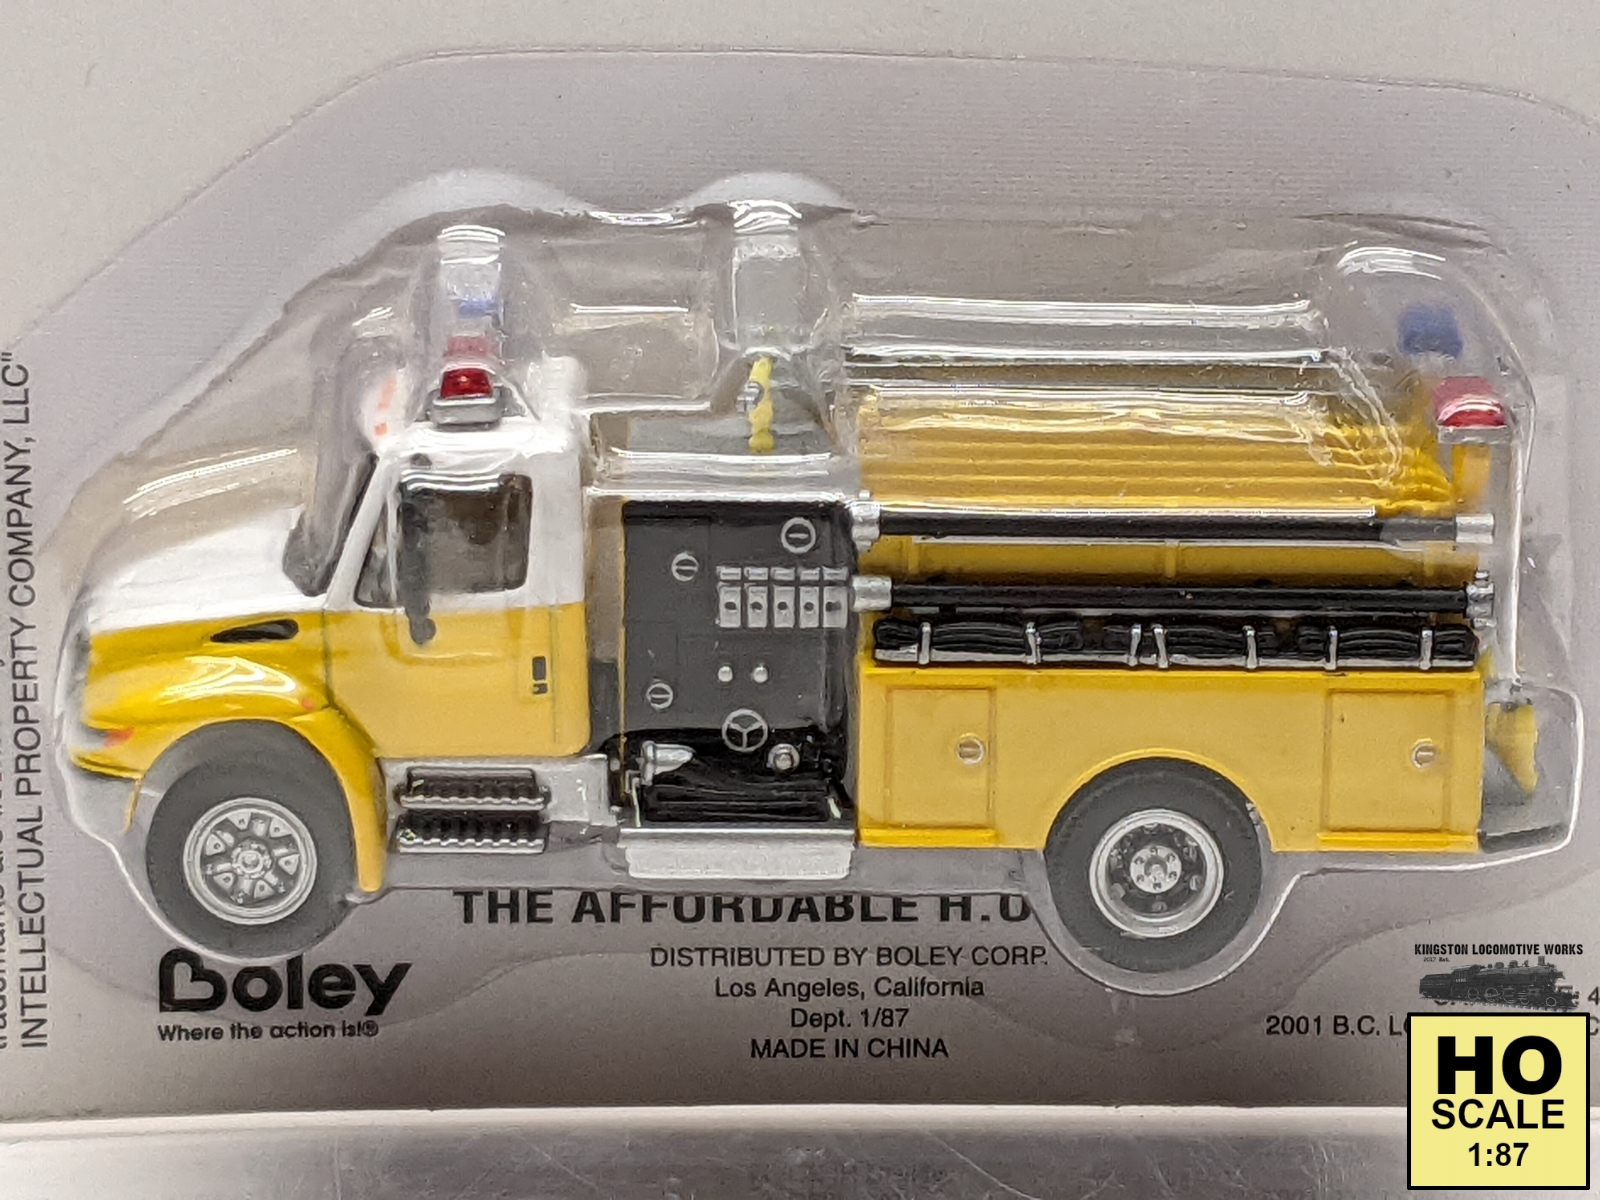 INTELLECTUAL PROPERTY COMPANY, LLC"
THE AFFORDABLE H.O
Boley
Where the action is!®
DISTRIBUTED BY BOLEY CORP.
Los Angeles, California
Dept. 1/87
MADE IN CHINA
2001 B.C.
KINGSTON LOCOMOTIVE WORKS
HO
SCALE
1:87